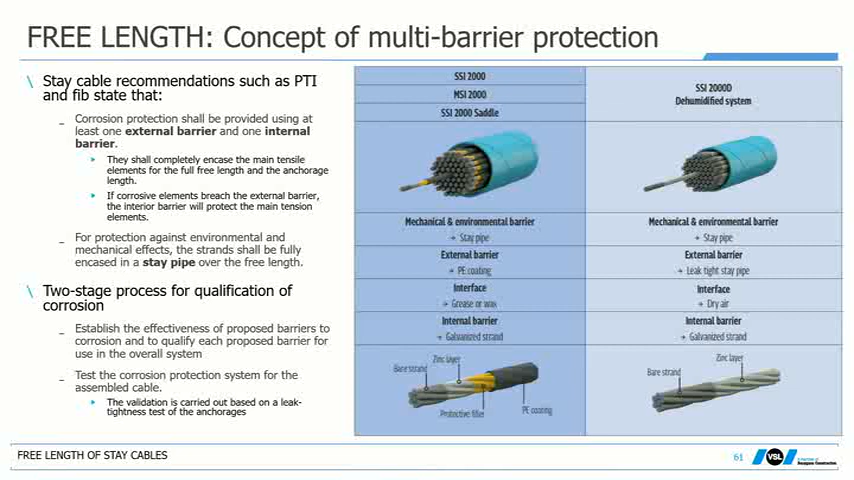 FREE LENGTH: Concept of multi-barrier protection
\ Stay cable recommendations such as PTI
and fib state that:
– Corrosion protection shall be provided using at
least one external barrier and one internal
barrier.
▸ They shall completely encase the main tensile
elements for the full free length and the anchorage
length.
▸ If corrosive elements breach the external barrier,
the interior barrier will protect the main tension
elements.
– For protection against environmental and
mechanical effects, the strands shall be fully
encased in a stay pipe over the free length.
\ Two-stage process for qualification of
corrosion
– Establish the effectiveness of proposed barriers to
corrosion and to qualify each proposed barrier for
use in the overall system
– Test the corrosion protection system for the
assembled cable.
▸ The validation is carried out based on a leak-
tightness test of the anchorages
SSI 2000
MSI 2000
SSI 2000 Saddle
Mechanical & environmental barrier
→ Stay pipe
External barrier
→ PE coating
Interface
→ Grease or wax
Internal barrier
→ Galvanized strand
Bare strand
Zinc layer
Protective filler
PE coating
SSI 2000D
Dehumidified system
Mechanical & environmental barrier
→ Stay pipe
External barrier
→ Leak tight stay pipe
Interface
→ Dry air
Internal barrier
→ Galvanized strand
Bare strand
Zinc layer
FREE LENGTH OF STAY CABLES
61
VSL